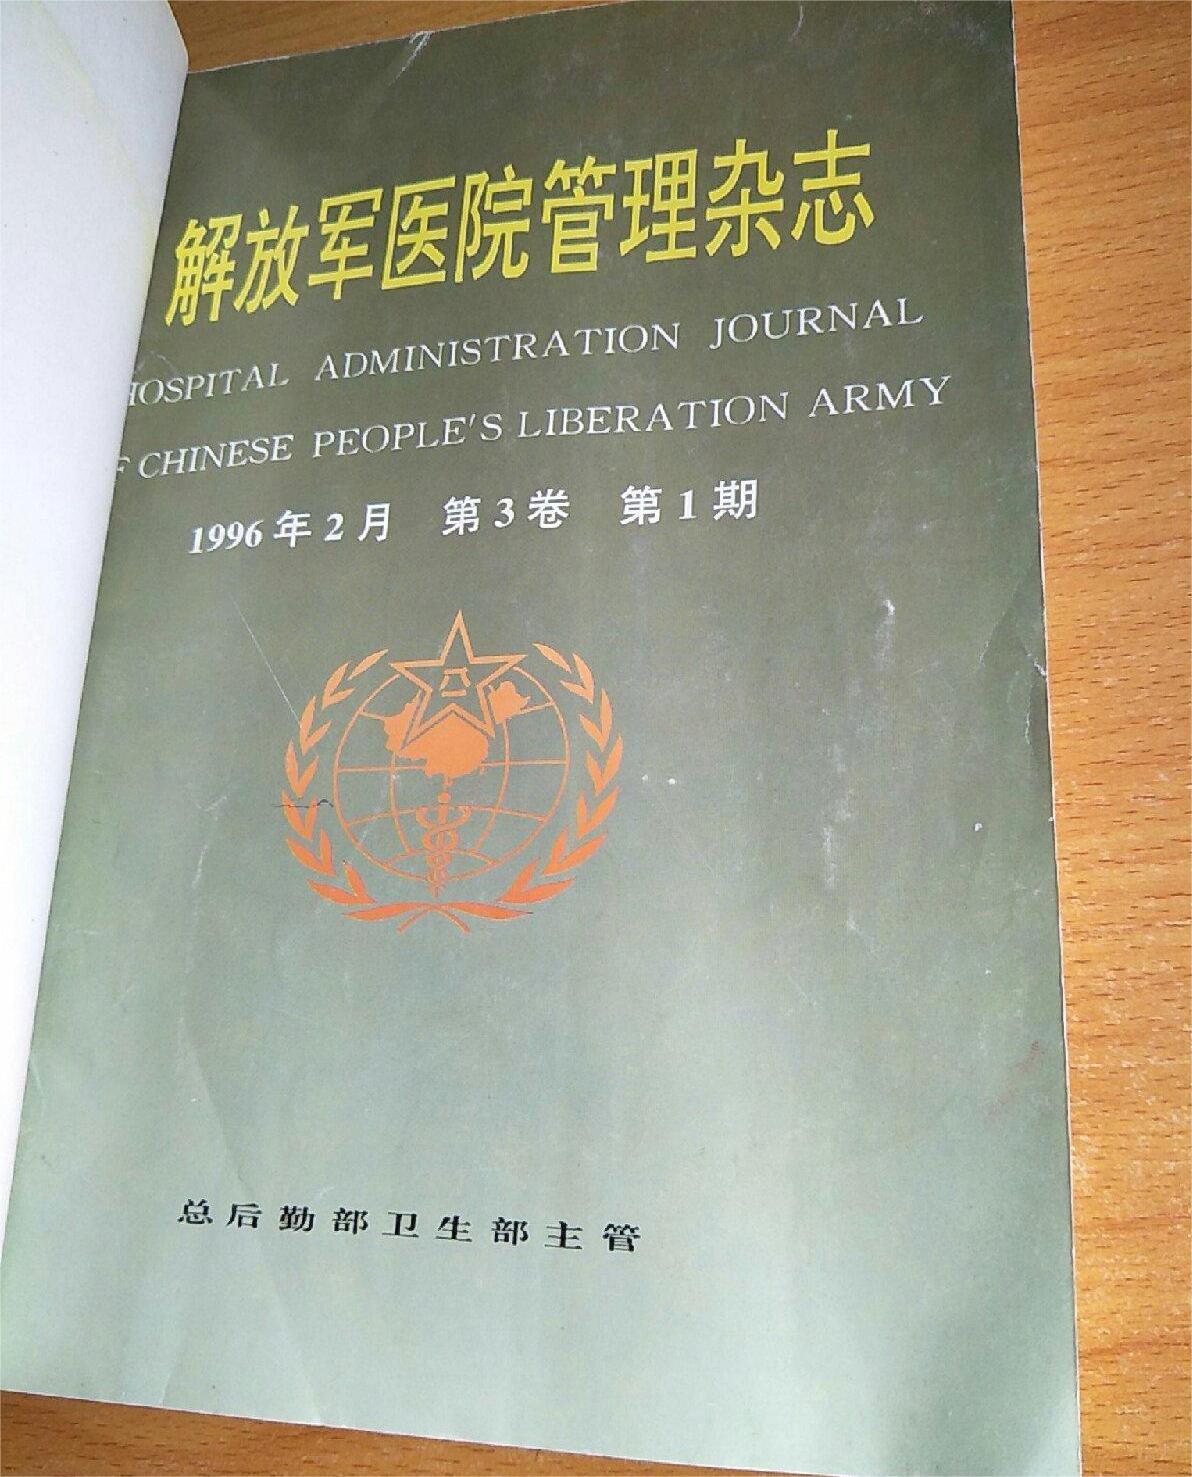 解放军医院管理杂志
HOSPITAL ADMINISTRATION JOURNAL
F CHINESE PEOPLE'S LIBERATION ARMY
1996年2月 第3卷 第1期
八一
总后勤部卫生部主管